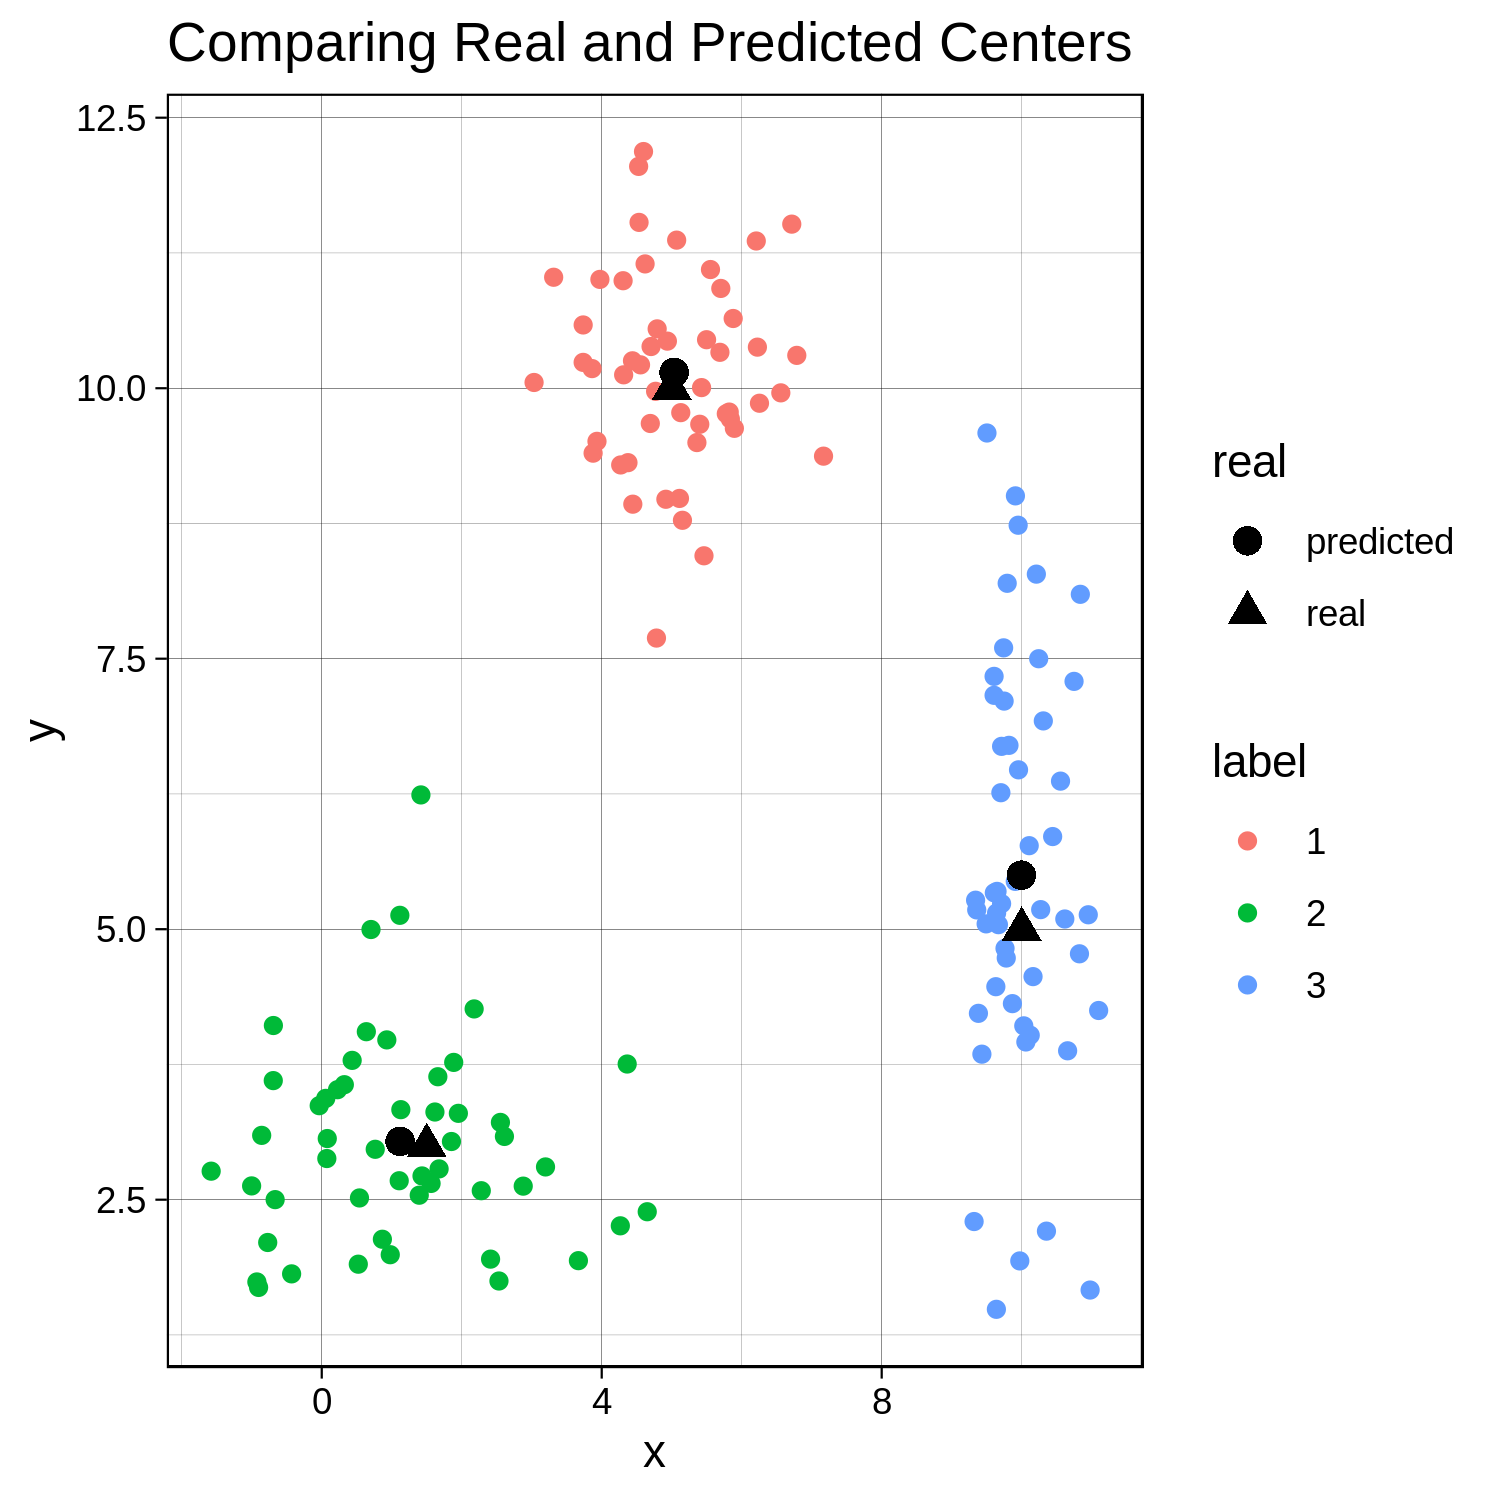 Comparing Real and Predicted Centers
12.5
10.0
7.5
5.0
2.5
y
0 4 8
x
real
predicted
real
label
1
2
3